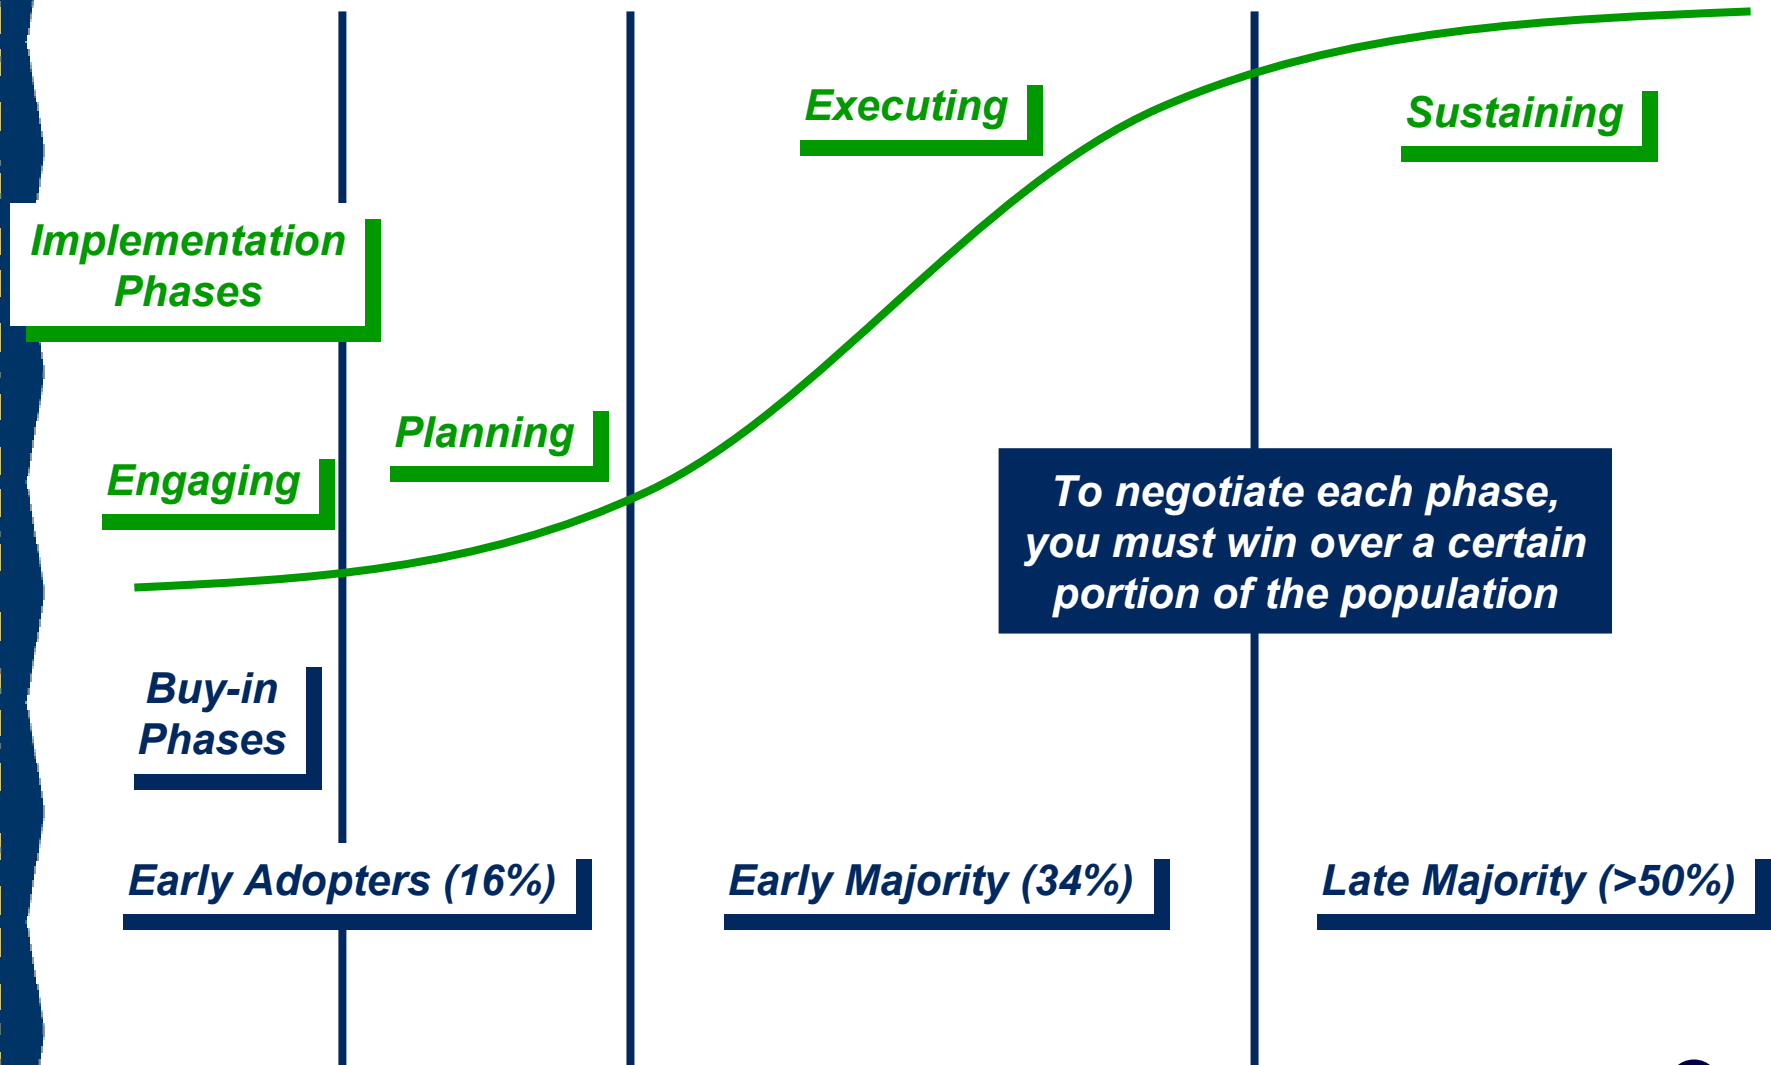 Executing
Sustaining
Implementation
Phases
Planning
Engaging
To negotiate each phase,
you must win over a certain
portion of the population
Buy-in
Phases
Early Adopters (16%)
Early Majority (34%)
Late Majority (>50%)